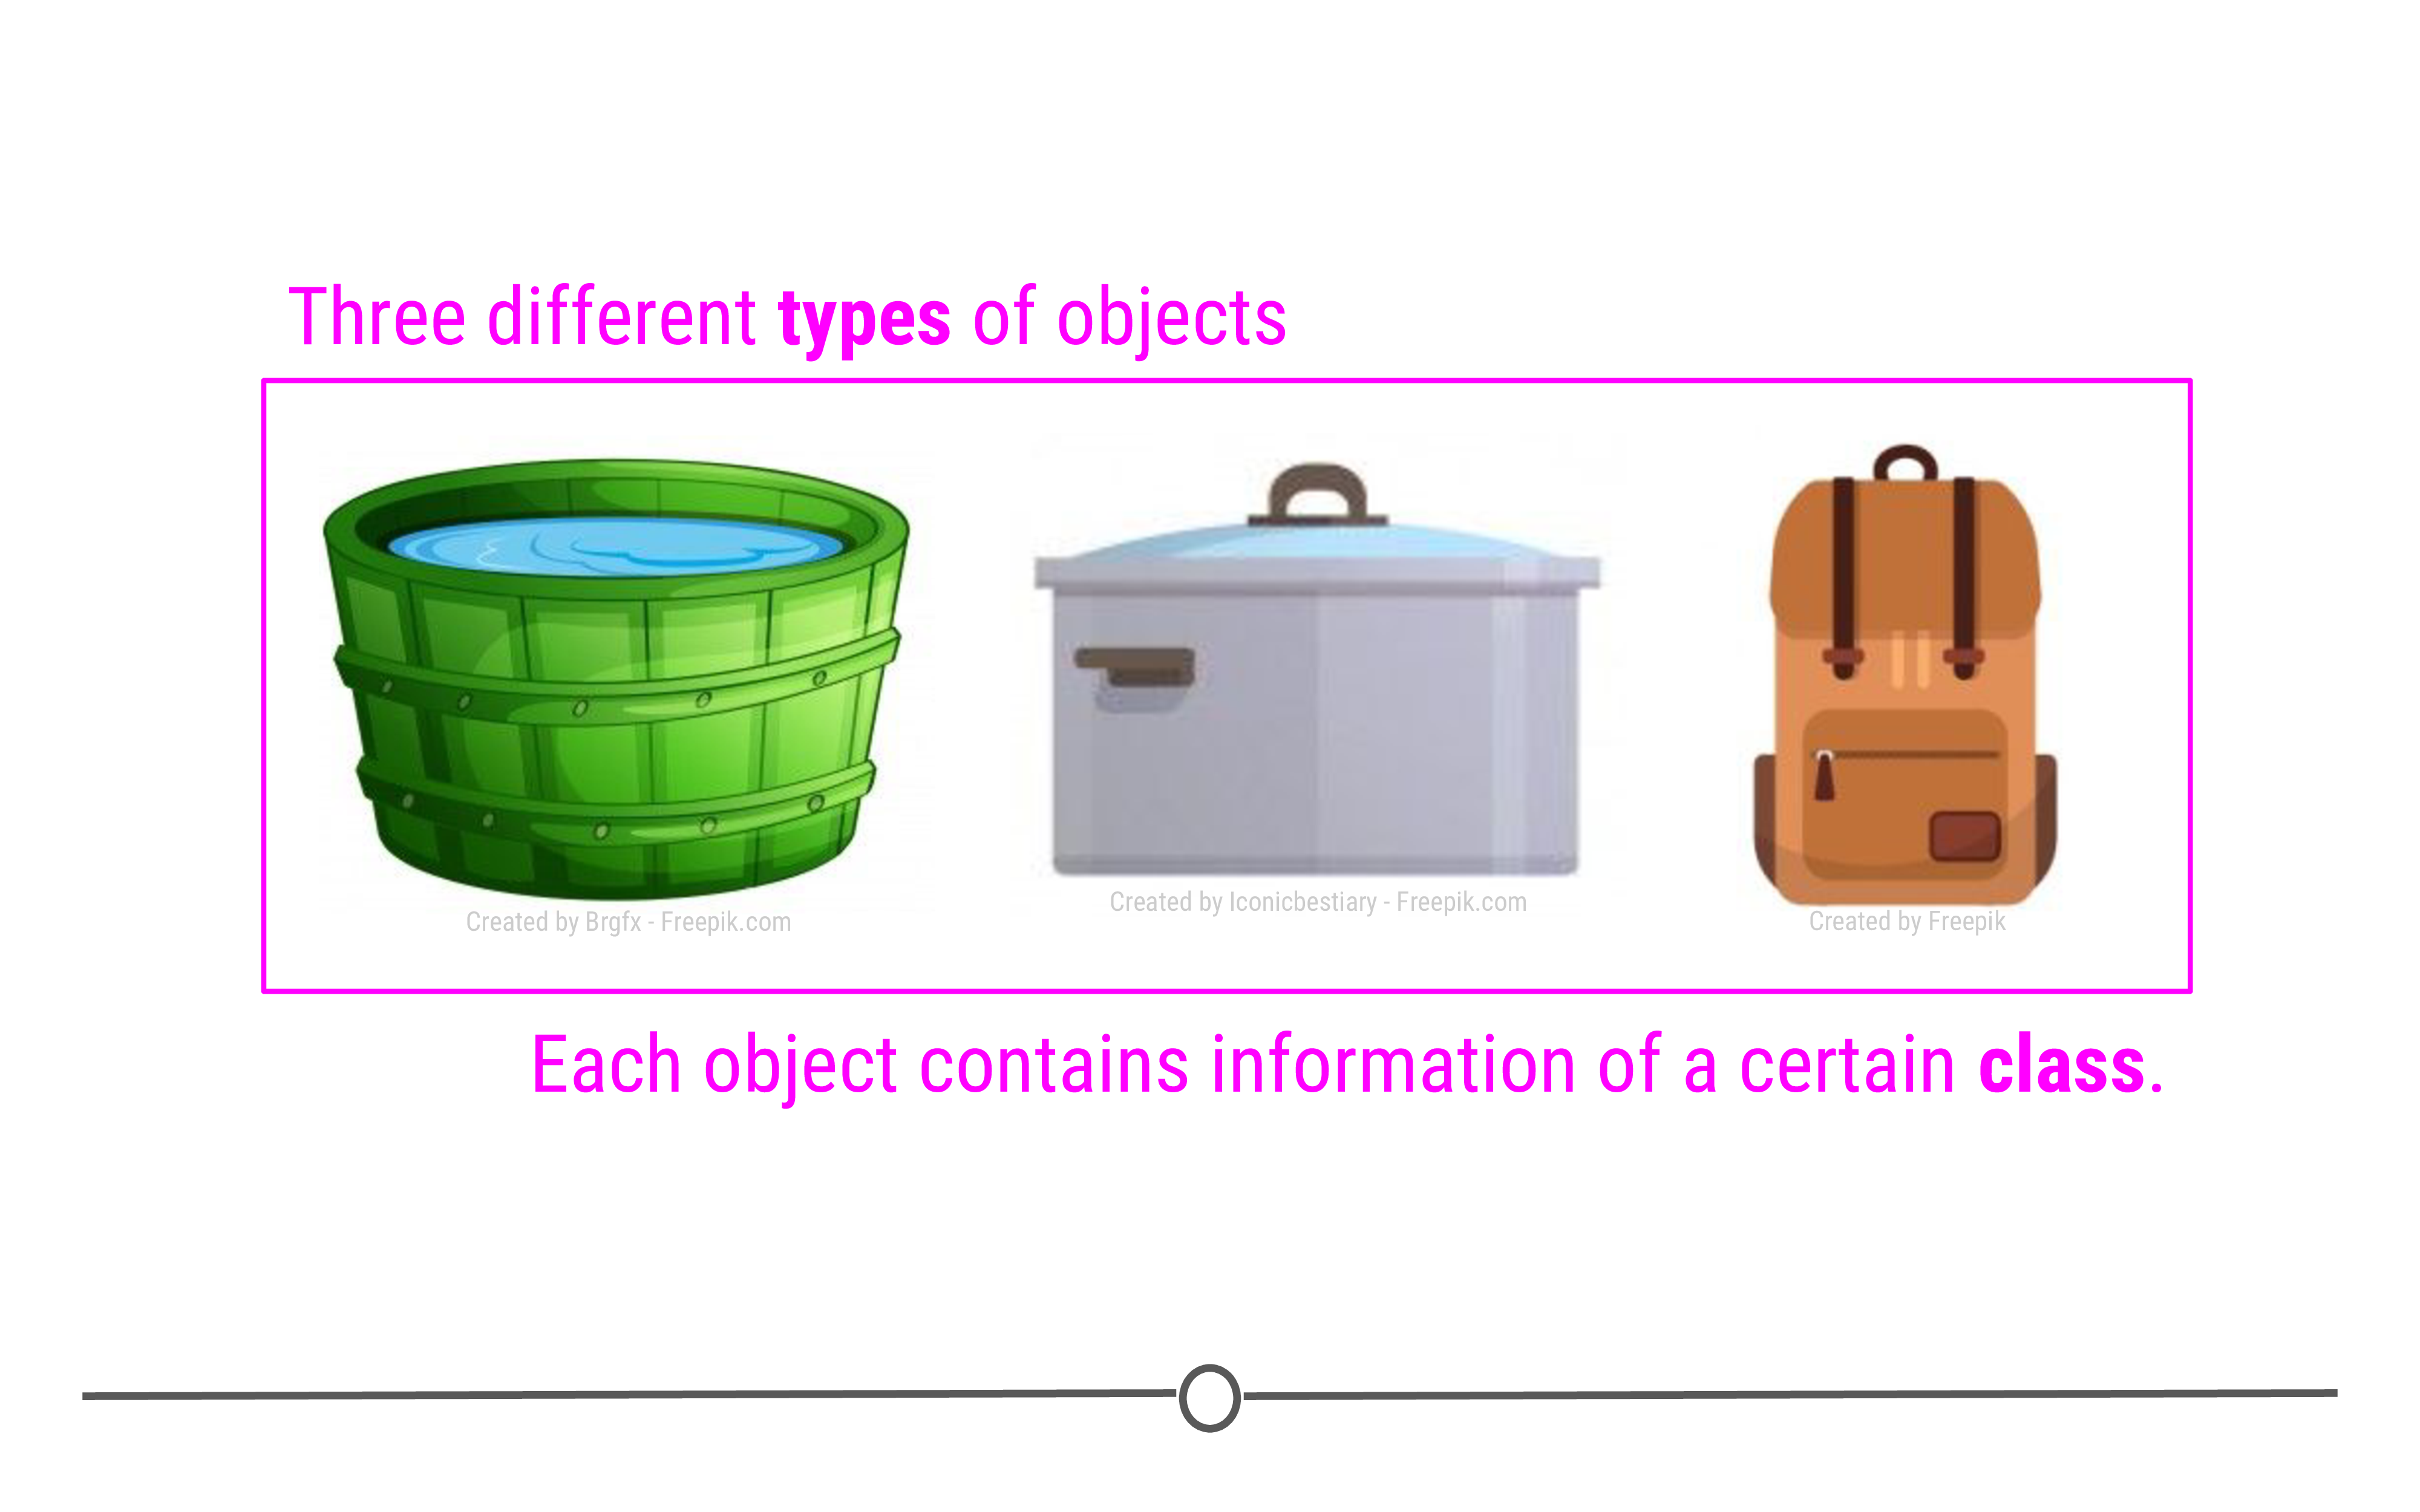 Three different types of objects
Created by Brgfx - Freepik.com
Created by Iconicbestiary - Freepik.com
Created by Freepik
Each object contains information of a certain class.